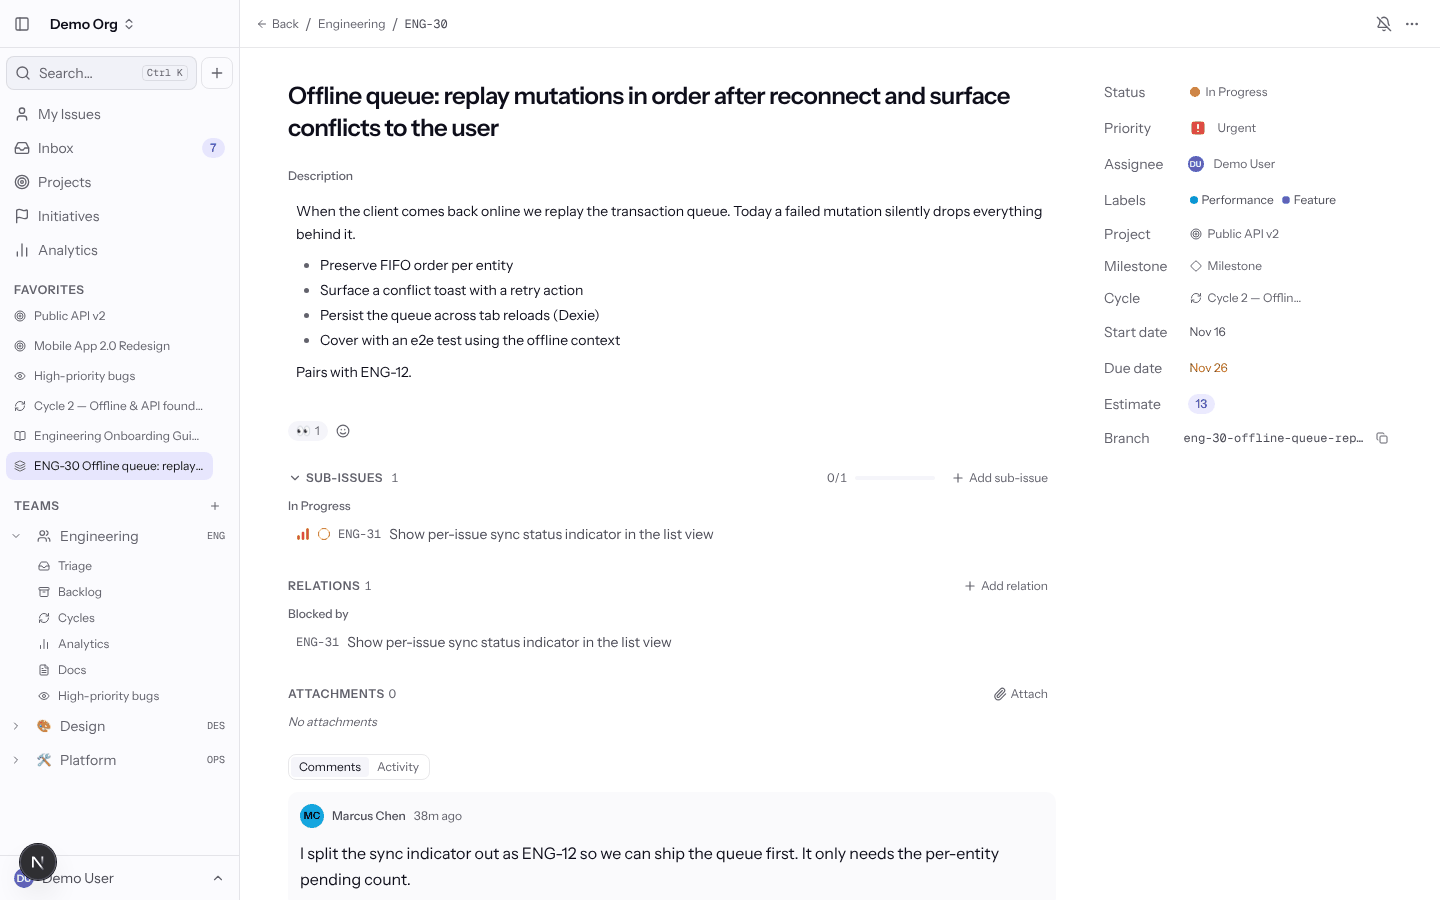 Demo Org
Back / Engineering / ENG-30
Search... Ctrl K
My Issues
Inbox 7
Projects
Initiatives
Analytics
FAVORITES
Public API v2
Mobile App 2.0 Redesign
High-priority bugs
Cycle 2 — Offline & API found...
Engineering Onboarding Gui...
ENG-30 Offline queue: replay...
TEAMS
Engineering ENG
Triage
Backlog
Cycles
Analytics
Docs
High-priority bugs
Design DES
Platform OPS
N
DU Demo User
Offline queue: replay mutations in order after reconnect and surface
conflicts to the user
Description
When the client comes back online we replay the transaction queue. Today a failed mutation silently drops everything
behind it.
Preserve FIFO order per entity
Surface a conflict toast with a retry action
Persist the queue across tab reloads (Dexie)
Cover with an e2e test using the offline context
Pairs with ENG-12.
👀 1
SUB-ISSUES 1 0/1 Add sub-issue
In Progress
ENG-31 Show per-issue sync status indicator in the list view
RELATIONS 1 Add relation
Blocked by
ENG-31 Show per-issue sync status indicator in the list view
ATTACHMENTS 0 Attach
No attachments
Comments Activity
MC Marcus Chen 38m ago
I split the sync indicator out as ENG-12 so we can ship the queue first. It only needs the per-entity
pending count.
Status In Progress
Priority Urgent
Assignee DU Demo User
Labels Performance Feature
Project Public API v2
Milestone Milestone
Cycle Cycle 2 — Offlin...
Start date Nov 16
Due date Nov 26
Estimate 13
Branch eng-30-offline-queue-rep...